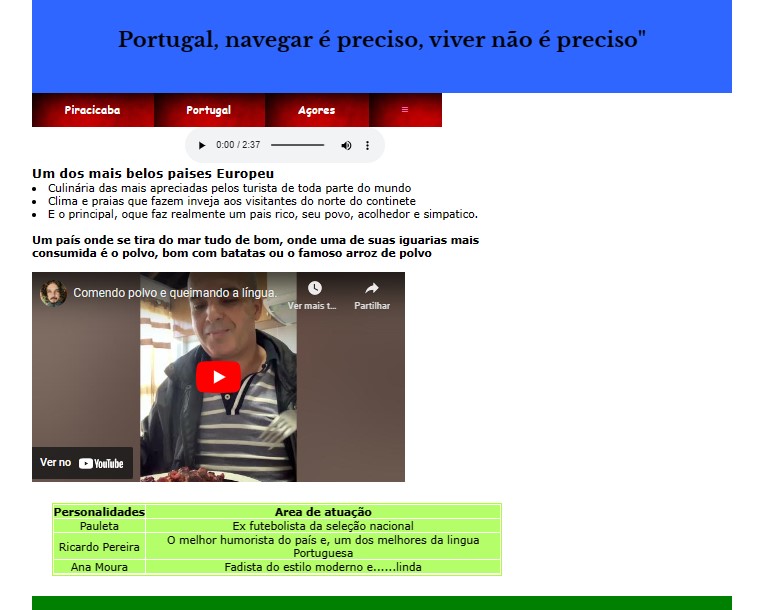 Portugal, navegar é preciso, viver não é preciso"
Piracicaba Portugal Açores ≡
0:00 / 2:37
Um dos mais belos paises Europeu
• Culinária das mais apreciadas pelos turista de toda parte do mundo
• Clima e praias que fazem inveja aos visitantes do norte do continete
• E o principal, oque faz realmente um pais rico, seu povo, acolhedor e simpatico.
Um país onde se tira do mar tudo de bom, onde uma de suas iguarias mais
consumida é o polvo, bom com batatas ou o famoso arroz de polvo
Comendo polvo e queimando a língua.
Ver mais t... Partilhar
Ver no YouTube
Personalidades Area de atuação
Pauleta Ex futebolista da seleção nacional
Ricardo Pereira O melhor humorista do país e, um dos melhores da lingua
Portuguesa
Ana Moura Fadista do estilo moderno e......linda